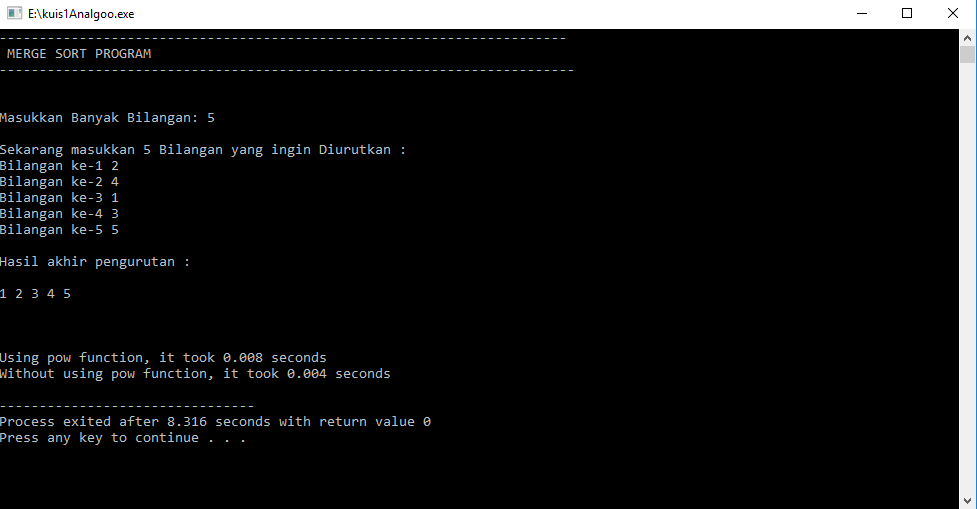 E:\kuis1Analgoo.exe
-----------------------------------------------------------------------
MERGE SORT PROGRAM
------------------------------------------------------------------------
Masukkan Banyak Bilangan: 5
Sekarang masukkan 5 Bilangan yang ingin Diurutkan :
Bilangan ke-1 2
Bilangan ke-2 4
Bilangan ke-3 1
Bilangan ke-4 3
Bilangan ke-5 5
Hasil akhir pengurutan :
1 2 3 4 5
Using pow function, it took 0.008 seconds
Without using pow function, it took 0.004 seconds
--------------------------------
Process exited after 8.316 seconds with return value 0
Press any key to continue . . .